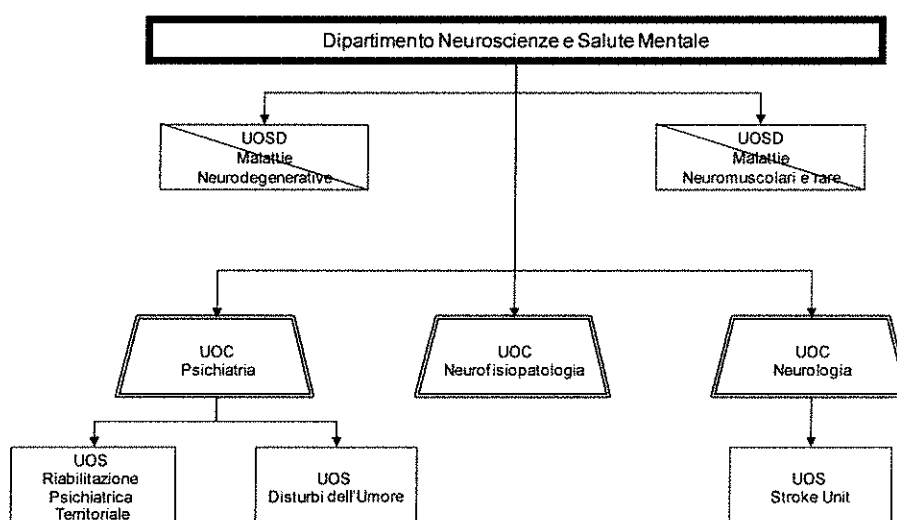 Dipartimento Neuroscienze e Salute Mentale
UOSD
Malattie
Neurodegenerative
UOSD
Malattie
Neuromuscolari e rare
UOC
Psichiatria
UOC
Neurofisiopatologia
UOC
Neurologia
UOS
Riabilitazione
Psichiatrica
Territoriale
UOS
Disturbi dell'Umore
UOS
Stroke Unit